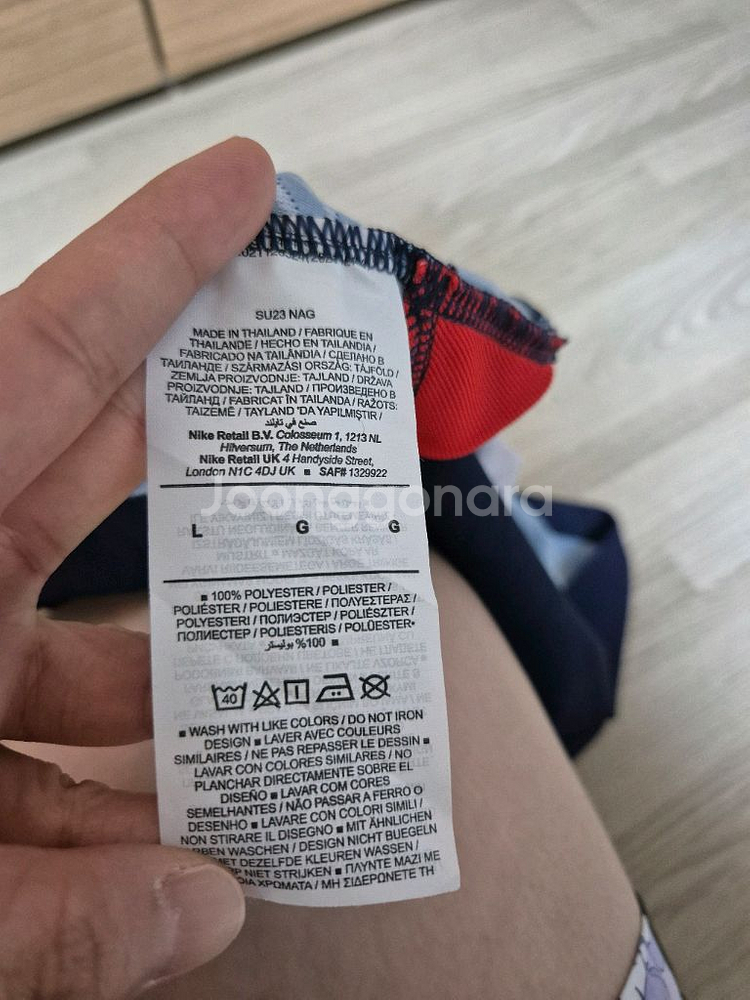 SU23 NAG
MADE IN THAILAND / FABRIQUE EN
THAILANDE / HECHO EN TAILANDIA /
FABRICADO NA TAILÂNDIA / СДЕЛАНО В
ТАИЛАНДЕ / SZÁRMAZÁSI ORSZÁG: TÁJFÖLD /
ZEMLJA PROIZVODNJE: TAJLAND / DRŽAVA
PROIZVODNJE: TAJLAND / ПРОИЗВЕДЕНО В
ТАЙЛАНД / FABRICAT ÎN TAILANDA / RAŽOTS:
TAIZEMĒ / TAYLAND 'DA YAPILMIŞTIR /
صنع في تايلند
Nike Retail B.V. Colosseum 1, 1213 NL
Hilversum, The Netherlands
Nike Retail UK 4 Handyside Street,
London N1C 4DJ UK ■ SAF# 1329922
Joonggonara
L G G
■ 100% POLYESTER / POLIESTER /
POLIÉSTER / POLIESTERE / ΠΟΛΥΕΣΤΕΡΑΣ /
POLYESTERI / ПОЛИЭСТЕР / POLIÉSZTER /
ПОЛИЕСТЕР / POLIESTERIS / POLÜESTER■
100% بوليستر ■
40
■ WASH WITH LIKE COLORS / DO NOT IRON
DESIGN ■ LAVER AVEC COULEURS
SIMILAIRES / NE PAS REPASSER LE DESSIN ■
LAVAR CON COLORES SIMILARES / NO
PLANCHAR DIRECTAMENTE SOBRE EL
DISEÑO ■ LAVAR COM CORES
SEMELHANTES / NÃO PASSAR A FERRO O
DESENHO ■ LAVARE CON COLORI SIMILI /
NON STIRARE IL DISEGNO ■ MIT ÄHNLICHEN
RBEN WASCHEN / DESIGN NICHT BUEGELN
MET DEZELFDE KLEUREN WASSEN /
RP NIET STRIJKEN ■ ΠΛΥΝΤΕ ΜΑΖΙ ΜΕ
ΟΙΑ ΧΡΩΜΑΤΑ / ΜΗ ΣΙΔΕΡΩΝΕΤΕ ΤΗ